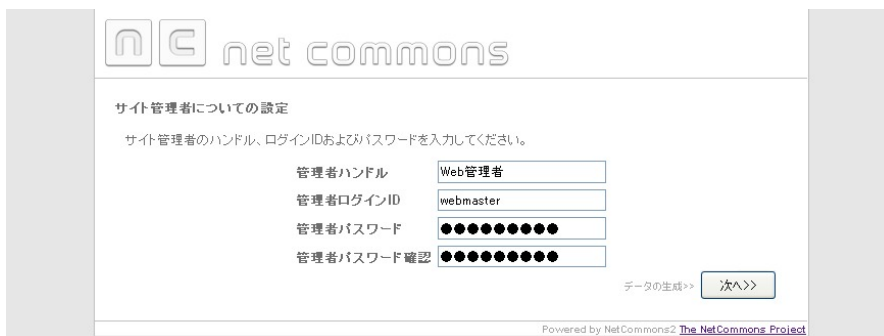 nc net commons
サイト管理者についての設定
サイト管理者のハンドル、ログインIDおよびパスワードを入力してください。
管理者ハンドル Web管理者
管理者ログインID webmaster
管理者パスワード ●●●●●●●●●
管理者パスワード確認 ●●●●●●●●●
データの生成>> 次へ>>
Powered by NetCommons2 The NetCommons Project